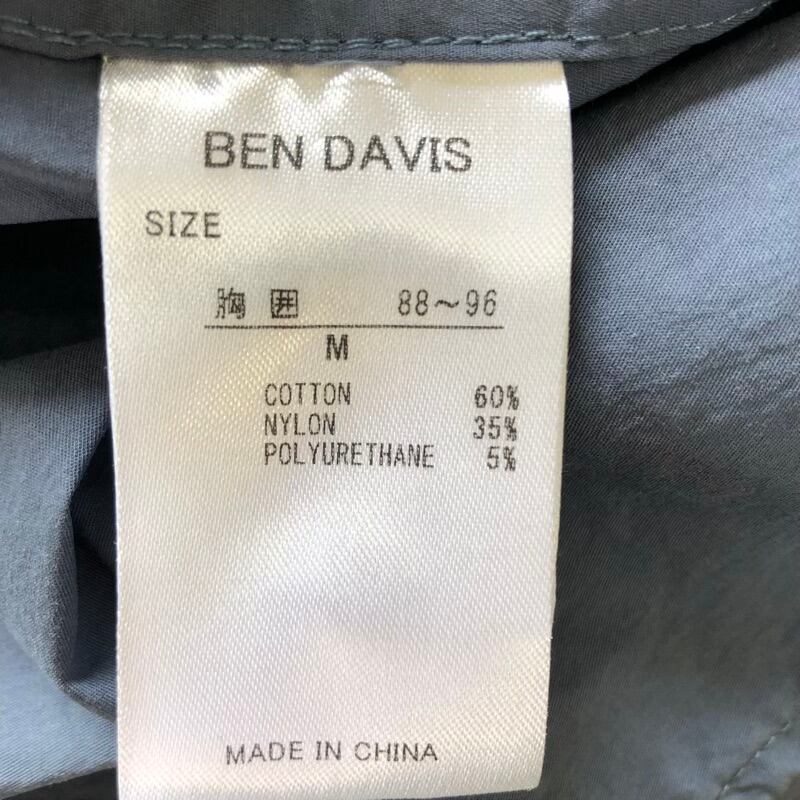 BEN DAVIS
SIZE
胸 囲 88～96
M
COTTON 60%
NYLON 35%
POLYURETHANE 5%
MADE IN CHINA